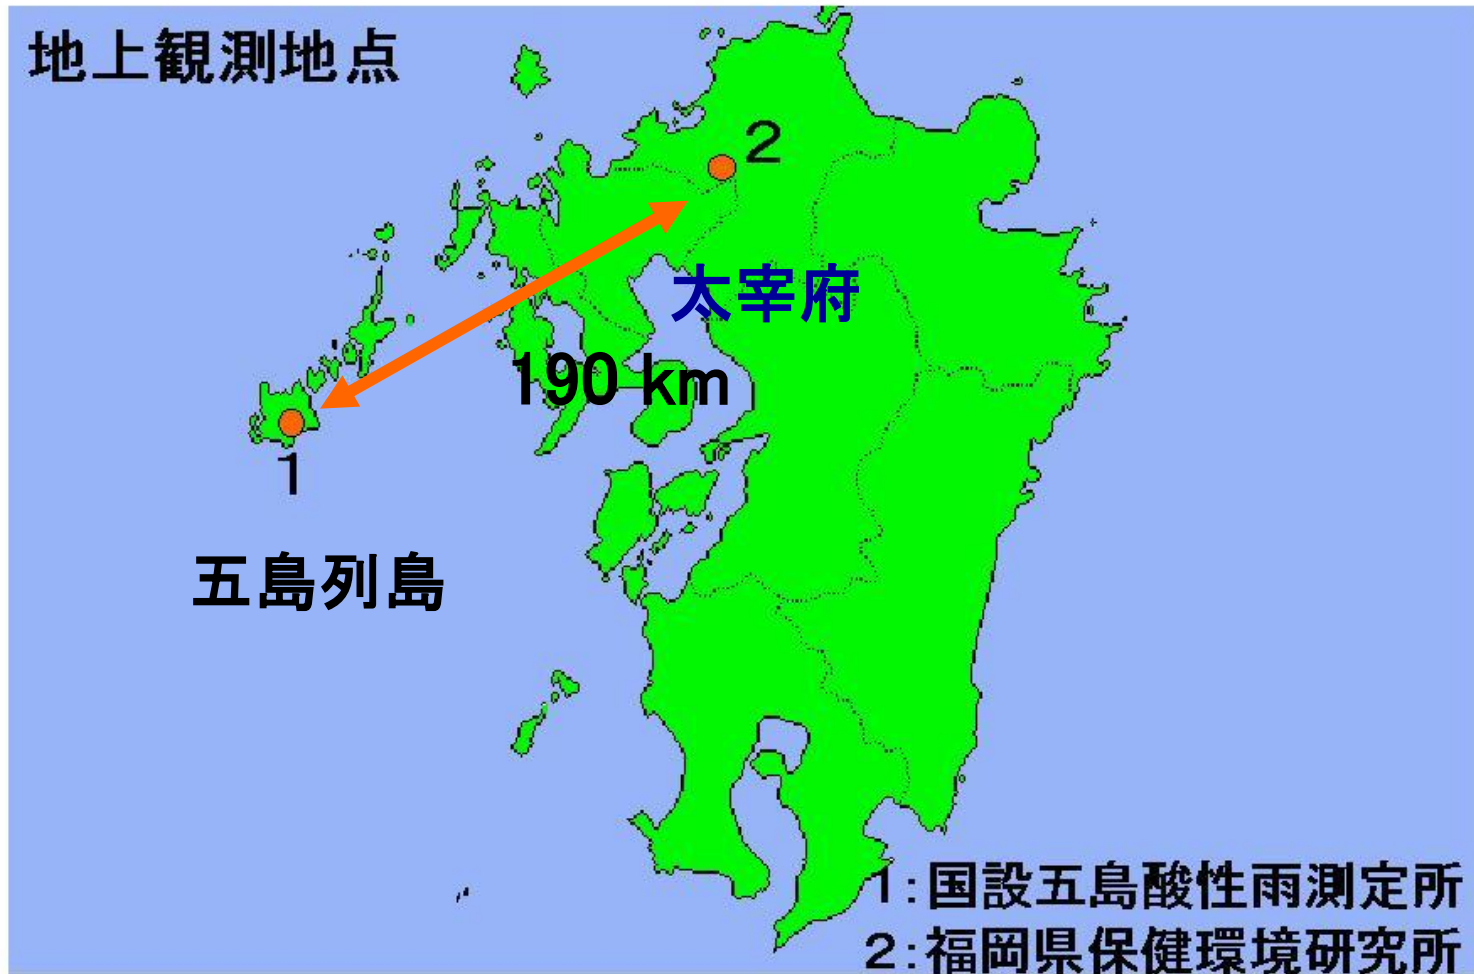 地上観測地点
2
太宰府
190 km
1
五島列島
1:国設五島酸性雨測定所
2:福岡県保健環境研究所